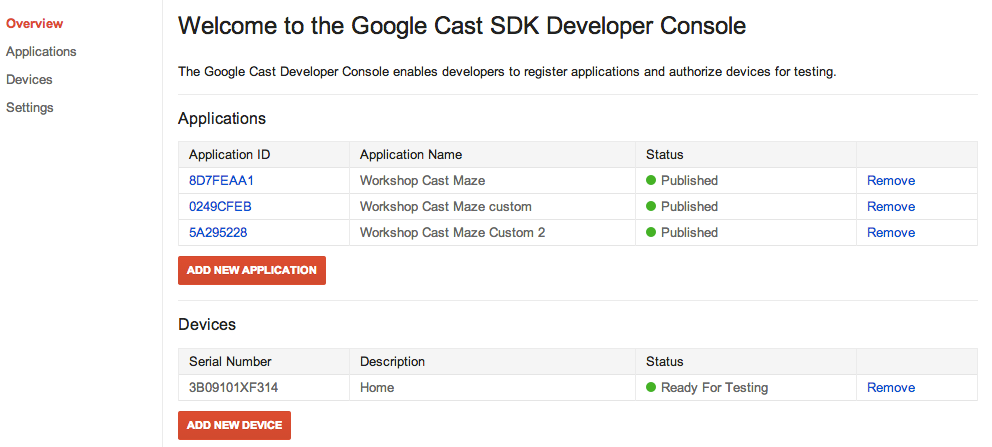 Overview
Applications
Devices
Settings
Welcome to the Google Cast SDK Developer Console
The Google Cast Developer Console enables developers to register applications and authorize devices for testing.
Applications
Application ID Application Name Status
8D7FEAA1 Workshop Cast Maze Published Remove
0249CFEB Workshop Cast Maze custom Published Remove
5A295228 Workshop Cast Maze Custom 2 Published Remove
ADD NEW APPLICATION
Devices
Serial Number Description Status
3B09101XF314 Home Ready For Testing Remove
ADD NEW DEVICE